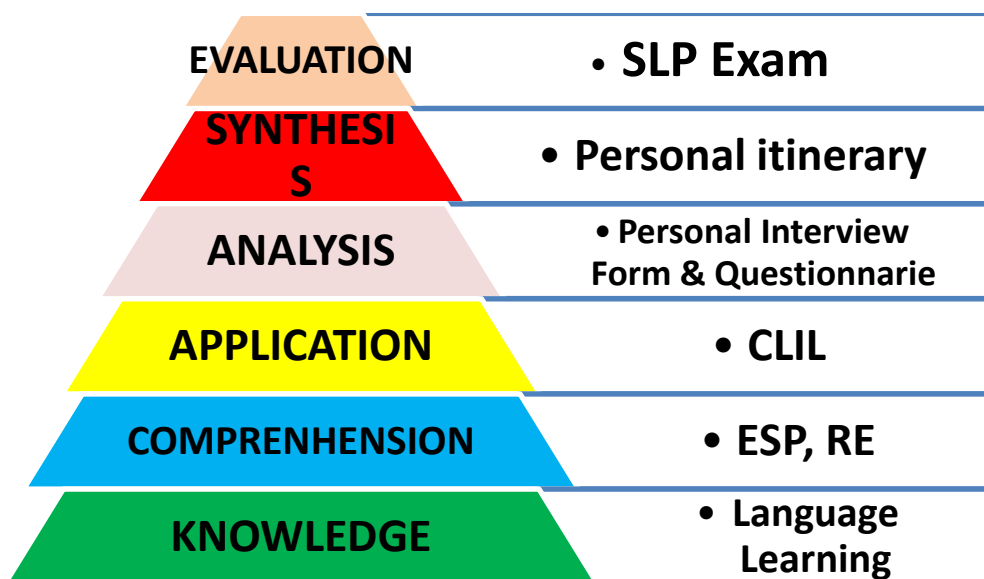 EVALUATION
• SLP Exam
SYNTHESI
S
• Personal itinerary
ANALYSIS
• Personal Interview
Form & Questionnarie
APPLICATION
• CLIL
COMPRENHENSION
• ESP, RE
KNOWLEDGE
• Language
Learning